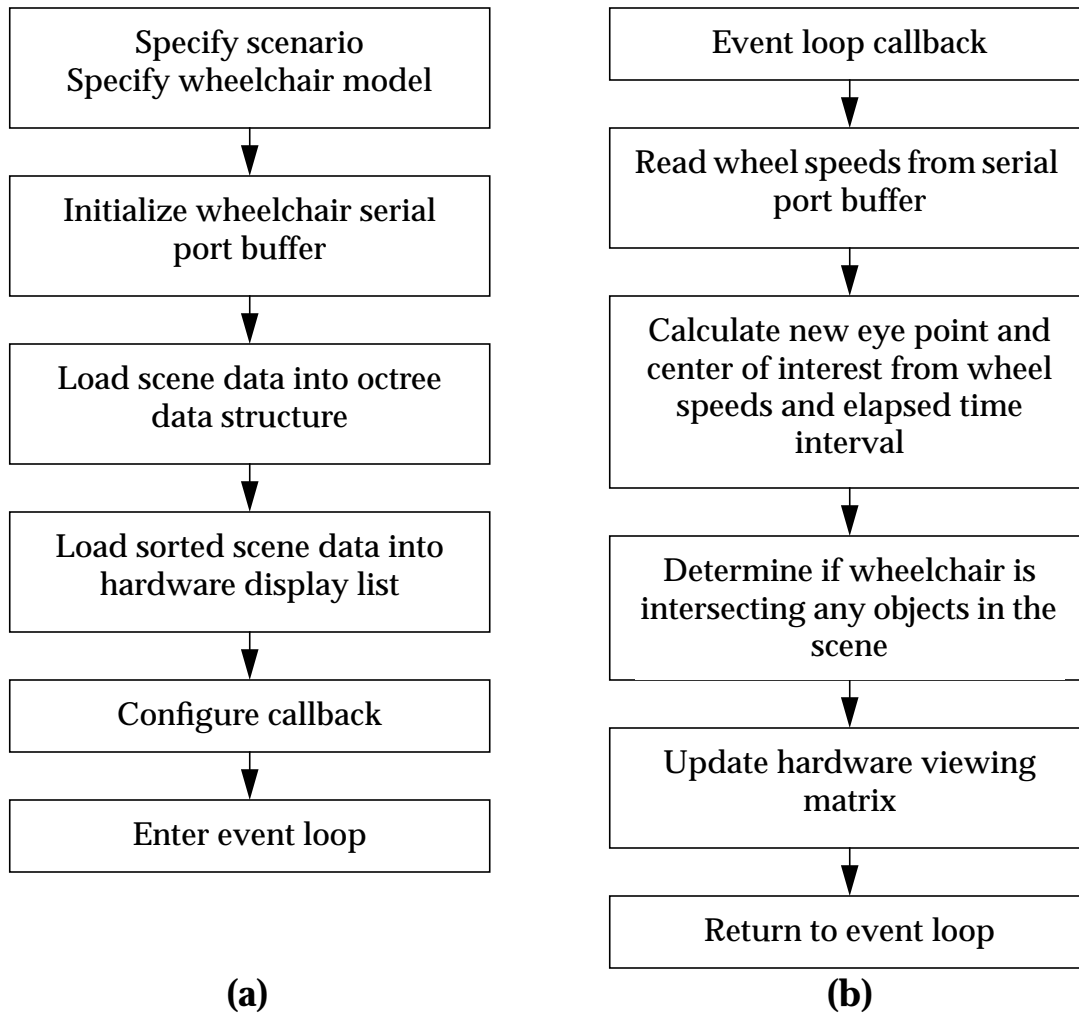 Specify scenario
Specify wheelchair model
Initialize wheelchair serial
port buffer
Load scene data into octree
data structure
Load sorted scene data into
hardware display list
Configure callback
Enter event loop
(a)
Event loop callback
Read wheel speeds from serial
port buffer
Calculate new eye point and
center of interest from wheel
speeds and elapsed time
interval
Determine if wheelchair is
intersecting any objects in the
scene
Update hardware viewing
matrix
Return to event loop
(b)